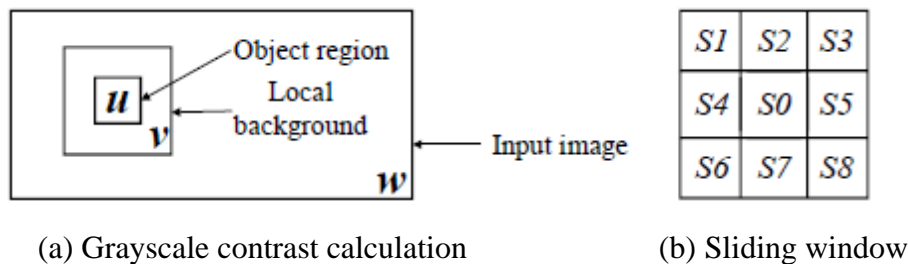 Object region
u
Local
background
v
Input image
w
S1 S2 S3
S4 S0 S5
S6 S7 S8
(a) Grayscale contrast calculation
(b) Sliding window